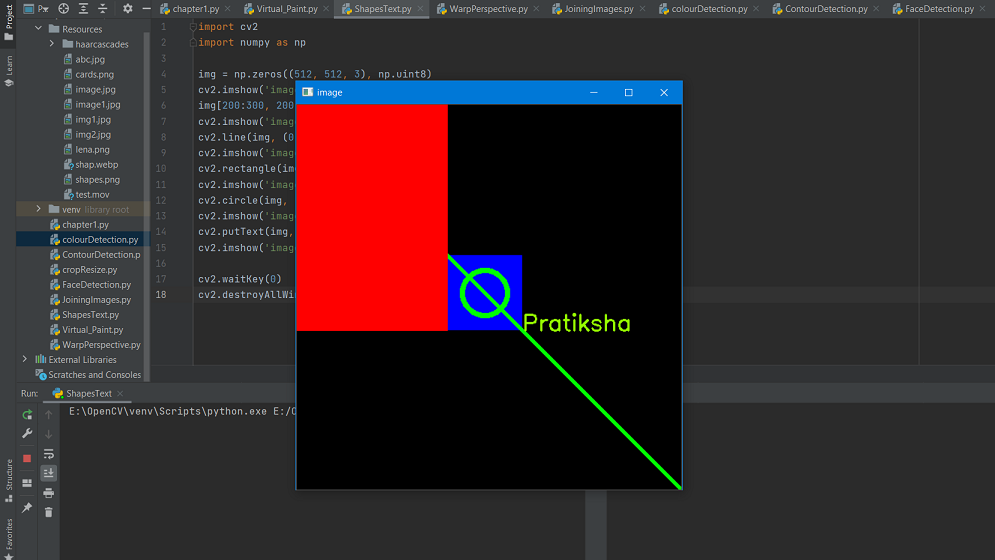 Project
Learn
Structure
Favorites
P
chapter1.py
Virtual_Paint.py
ShapesText.py
WarpPerspective.py
JoiningImages.py
colourDetection.py
ContourDetection.py
FaceDetection.py
Resources
haarcascades
abc.jpg
cards.png
image.jpg
image1.jpg
img1.jpg
img2.jpg
lena.png
shap.webp
shapes.png
test.mov
venv library root
chapter1.py
colourDetection.py
ContourDetection.p
cropResize.py
FaceDetection.py
JoiningImages.py
ShapesText.py
Virtual_Paint.py
WarpPerspective.py
External Libraries
Scratches and Consoles
1 import cv2
2 import numpy as np
3
4 img = np.zeros((512, 512, 3), np.uint8)
5 cv2.imshow('imag
6 img[200:300, 200
7 cv2.imshow('imag
8 cv2.line(img, (0
9 cv2.imshow('imag
10 cv2.rectangle(im
11 cv2.imshow('imag
12 cv2.circle(img,
13 cv2.imshow('imag
14 cv2.putText(img,
15 cv2.imshow('imag
16
17 cv2.waitKey(0)
18 cv2.destroyAllWi
image
Pratiksha
Run: ShapesText
E:\OpenCV\venv\Scripts\python.exe E:/O